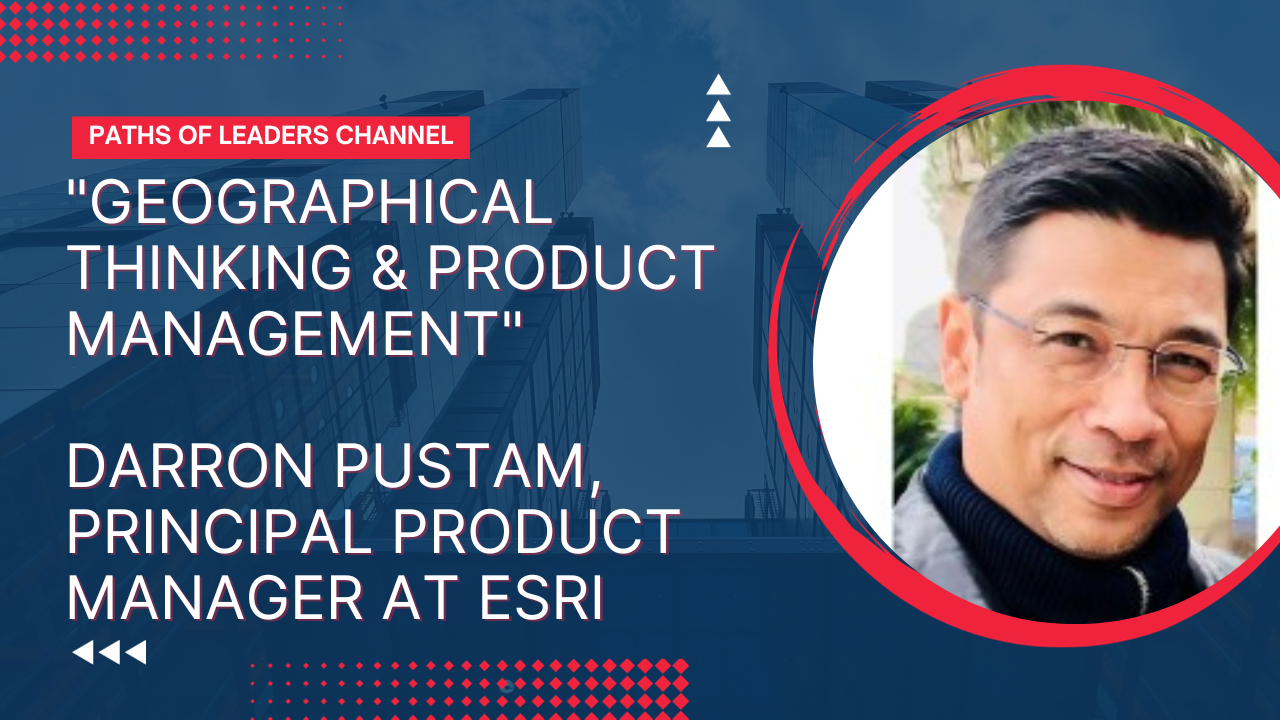 PATHS OF LEADERS CHANNEL
"GEOGRAPHICAL
THINKING & PRODUCT
MANAGEMENT"
DARRON PUSTAM,
PRINCIPAL PRODUCT
MANAGER AT ESRI